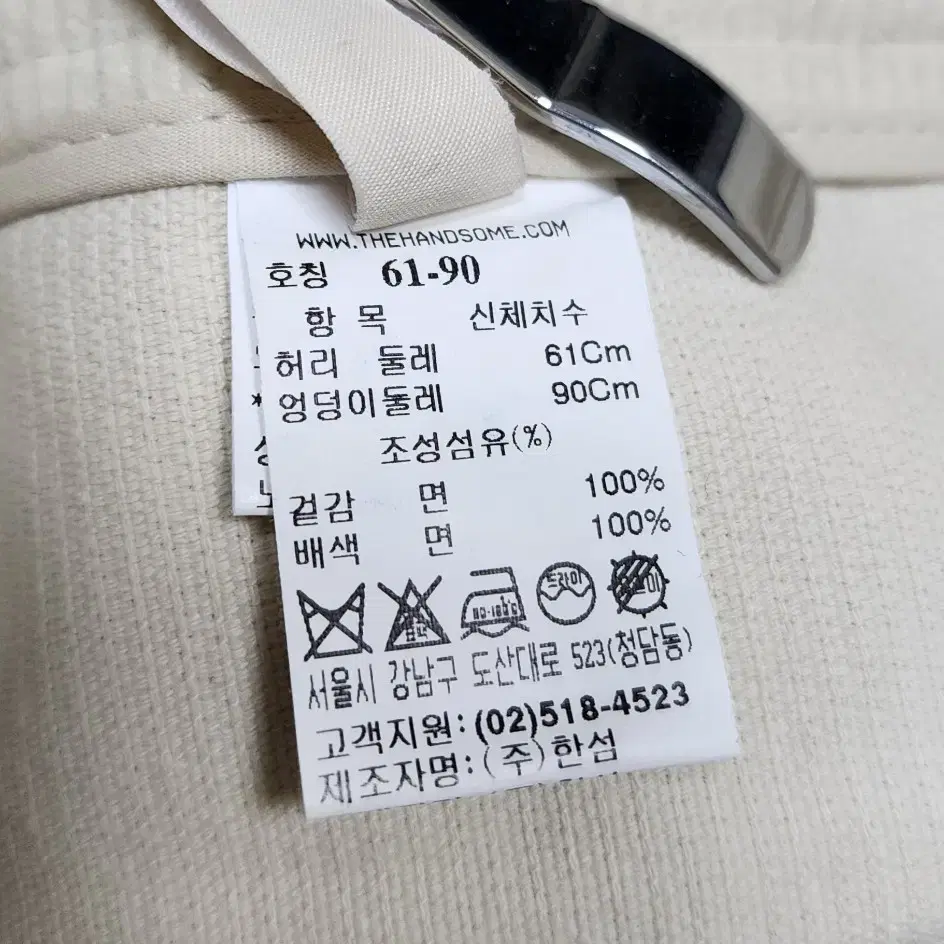 WWW.THEHANDSOME.COM
호칭 61-90
항 목 신체치수
허리 둘레 61Cm
엉덩이둘레 90Cm
조성섬유(%)
겉감 면 100%
배색 면 100%
드라이
서울시 강남구 도산대로 523(청담동)
고객지원:(02)518-4523
제조자명:(주)한섬